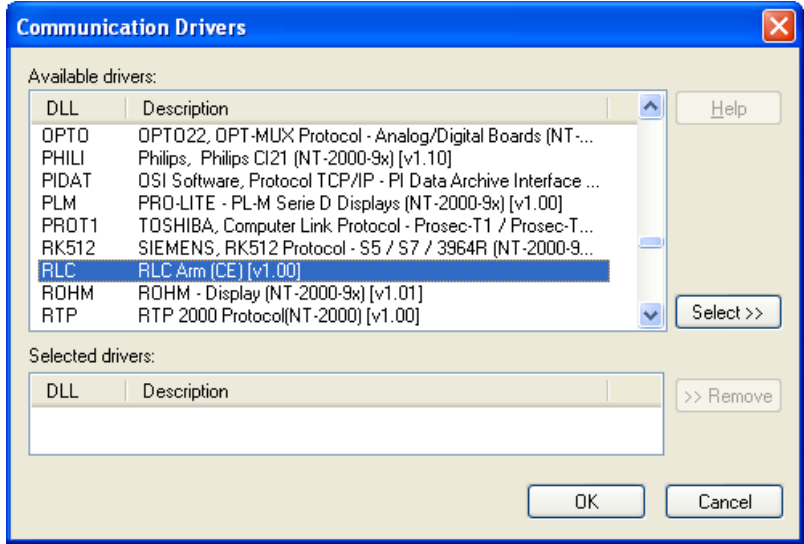 Communication Drivers
Available drivers:
DLL Description
OPTO OPTO22, OPT-MUX Protocol - Analog/Digital Boards (NT-...
PHILI Philips, Philips CI21 (NT-2000-9x) [v1.10]
PIDAT OSI Software, Protocol TCP/IP - PI Data Archive Interface ...
PLM PRO-LITE - PL-M Serie D Displays (NT-2000-9x) [v1.00]
PROT1 TOSHIBA, Computer Link Protocol - Prosec-T1 / Prosec-T...
RK512 SIEMENS, RK512 Protocol - S5 / S7 / 3964R (NT-2000-9...
RLC RLC Arm (CE) [v1.00]
ROHM ROHM - Display (NT-2000-9x) [v1.01]
RTP RTP 2000 Protocol(NT-2000) [v1.00]
Help
Select >>
Selected drivers:
DLL Description
>> Remove
OK Cancel